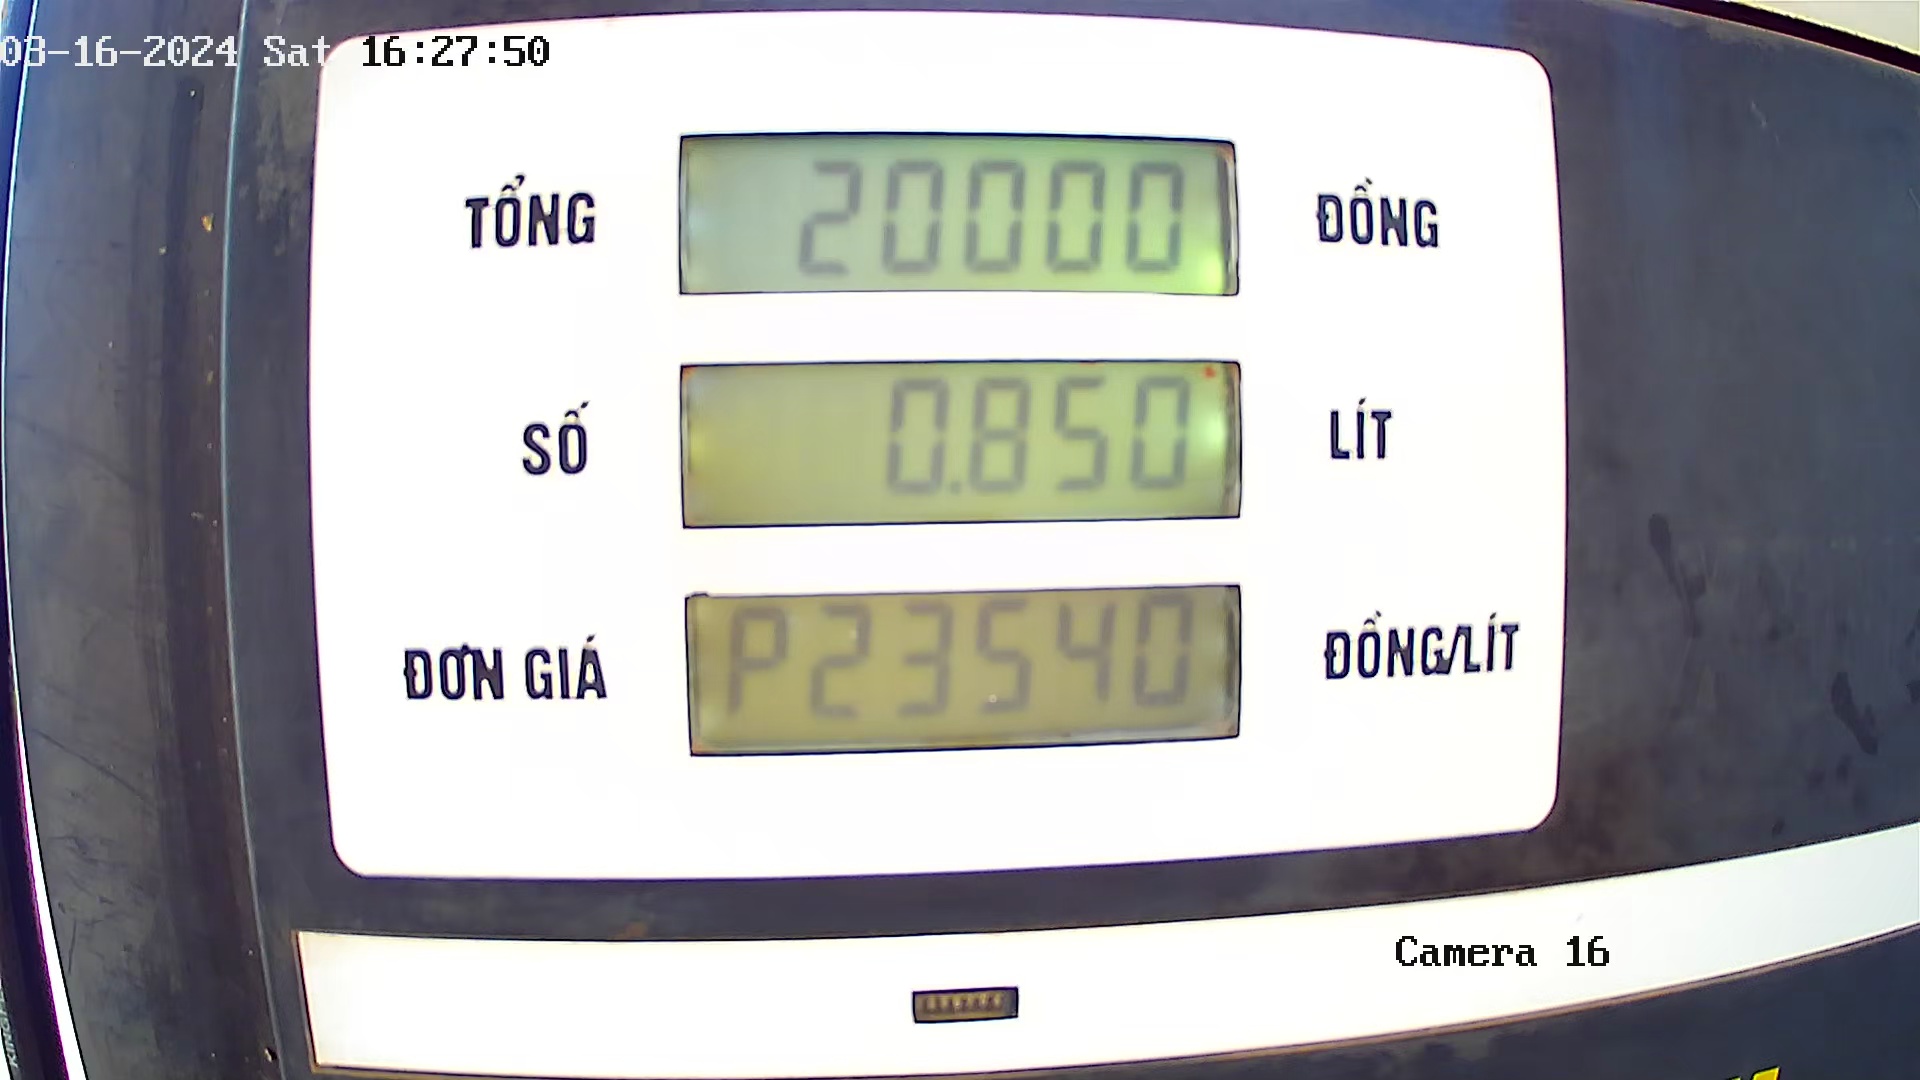 03-16-2024 Sat 16:27:50
TỔNG 20000 ĐỒNG
SỐ 0.850 LÍT
ĐƠN GIÁ P23540 ĐỒNG/LÍT
Camera 16